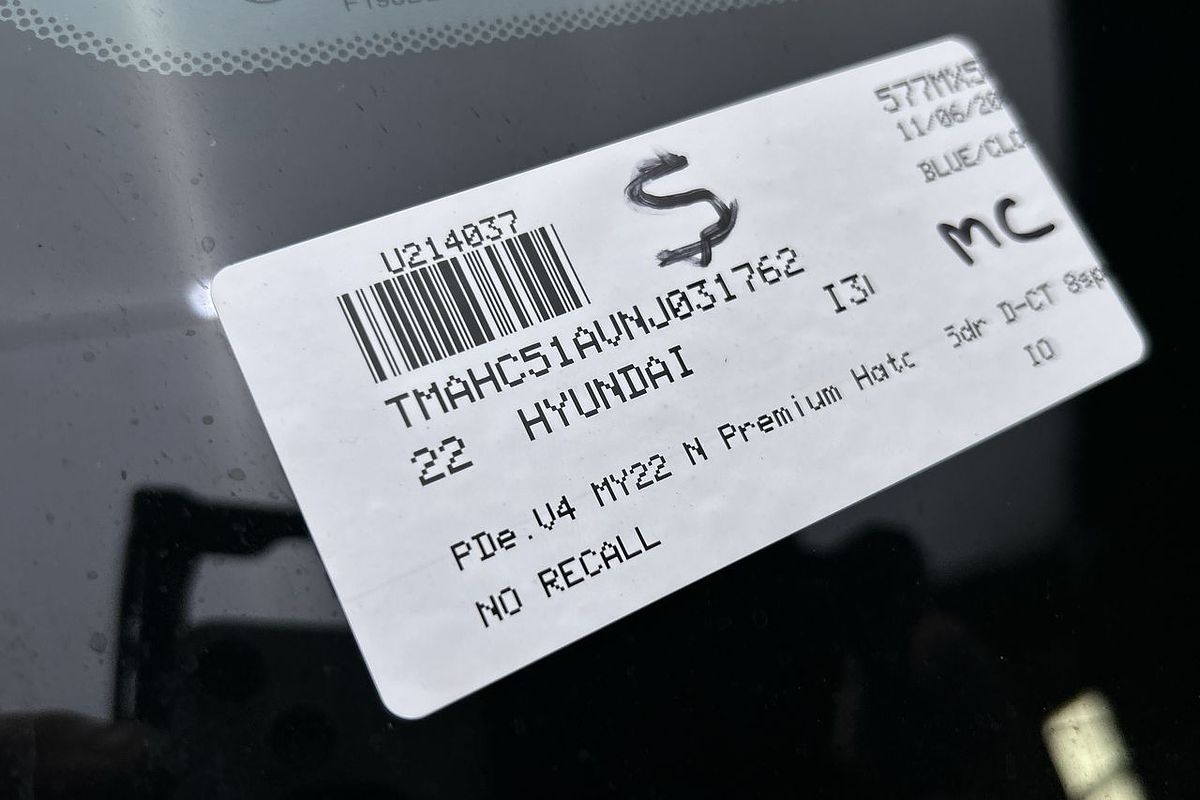 U214037
S
577MX5
11/06/20
BLUE/CLO
MC
TMAHC51AVNJ031762
22 HYUNDAI I3
PDe.V4 MY22 N Premium Hatc 5dr D-CT 8sp
IO
NO RECALL